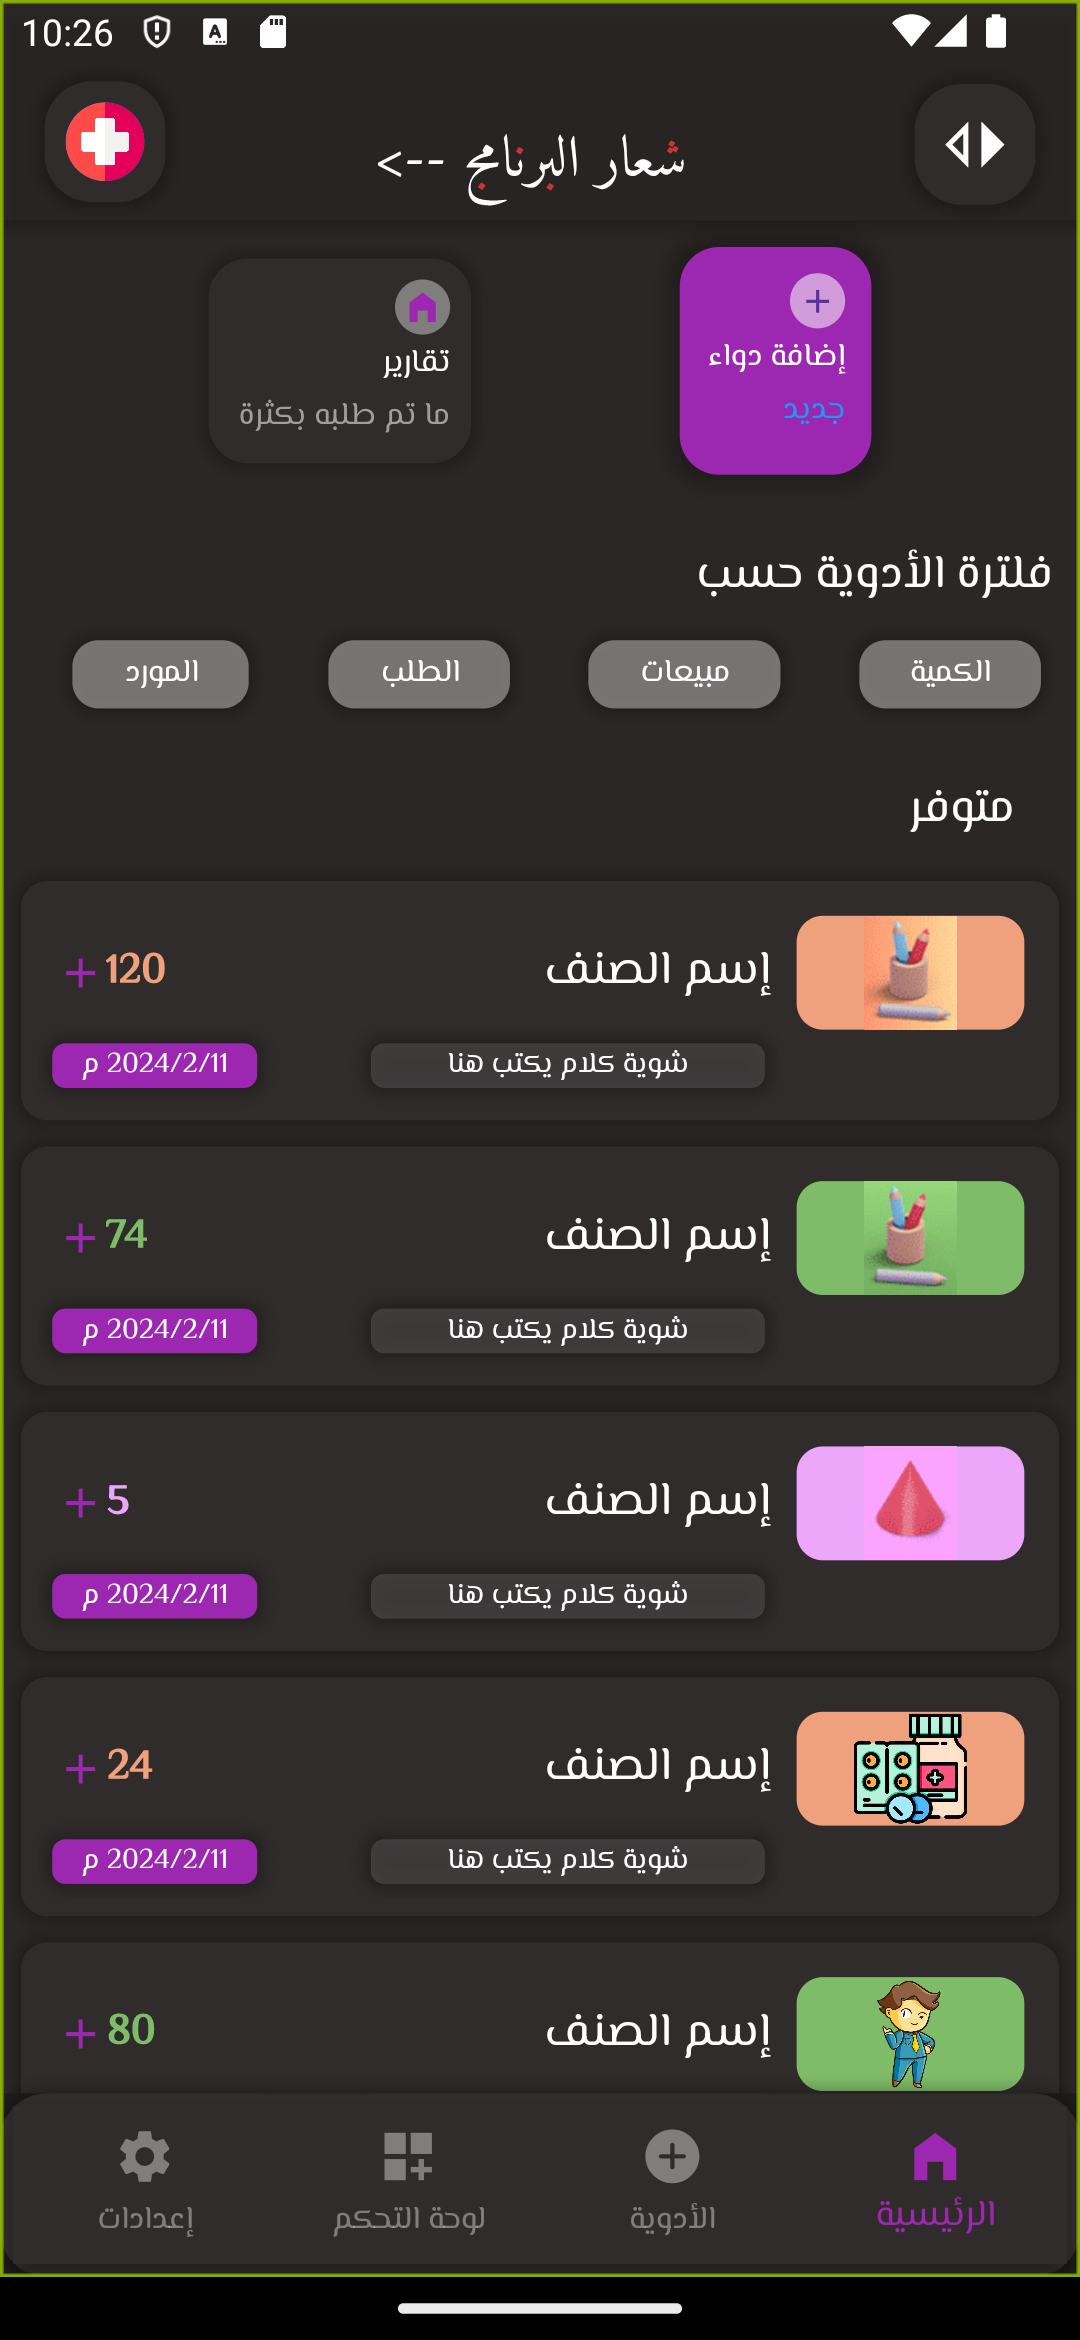 10:26
شعار البرنامج -->
إضافة دواء
جديد
تقارير
ما تم طلبه بكثرة
فلترة الأدوية حسب
الكمية
مبيعات
الطلب
المورد
متوفر
إسم الصنف
120 +
شوية كلام يكتب هنا
2024/2/11 م
إسم الصنف
74 +
شوية كلام يكتب هنا
2024/2/11 م
إسم الصنف
5 +
شوية كلام يكتب هنا
2024/2/11 م
إسم الصنف
24 +
شوية كلام يكتب هنا
2024/2/11 م
إسم الصنف
80 +
الرئيسية
الأدوية
لوحة التحكم
إعدادات